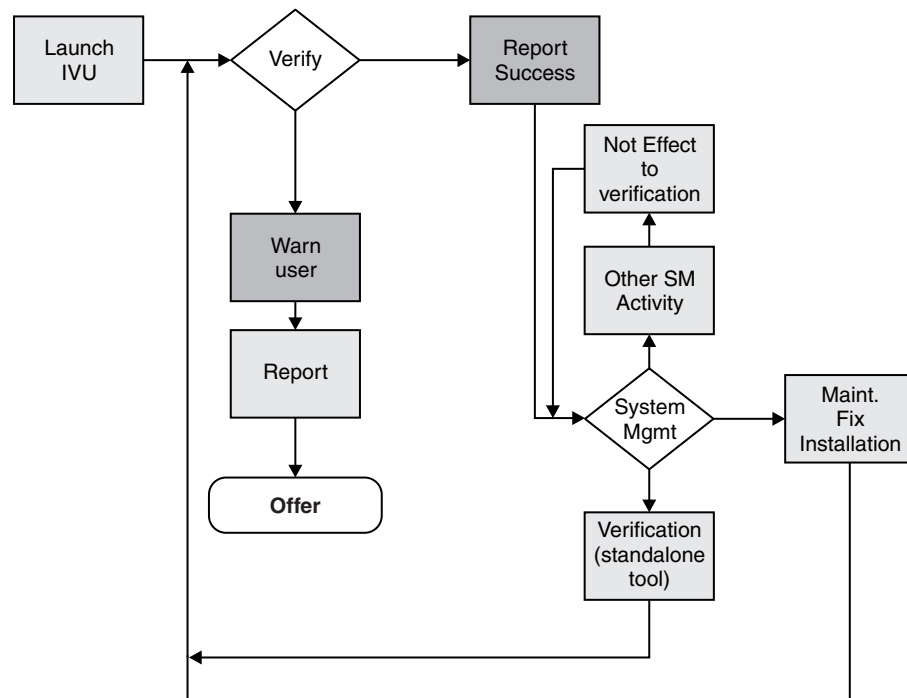 Launch
IVU
Verify
Report
Success
Not Effect
to
verification
Warn
user
Other SM
Activity
Report
System
Mgmt
Maint.
Fix
Installation
Offer
Verification
(standalone
tool)